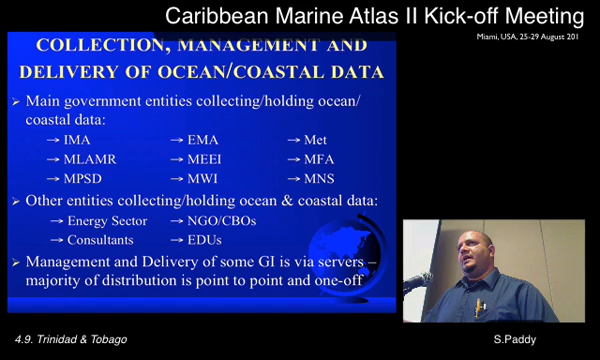 Caribbean Marine Atlas II Kick-off Meeting
Miami, USA, 25-29 August 201
COLLECTION, MANAGEMENT AND
DELIVERY OF OCEAN/COASTAL DATA
➢ Main government entities collecting/holding ocean/
coastal data:
→ IMA → EMA → Met
→ MLAMR → MEEI → MFA
→ MPSD → MWI → MNS
➢ Other entities collecting/holding ocean & coastal data:
→ Energy Sector → NGO/CBOs
→ Consultants → EDUs
➢ Management and Delivery of some GI is via servers –
majority of distribution is point to point and one-off
4.9. Trinidad & Tobago
S.Paddy